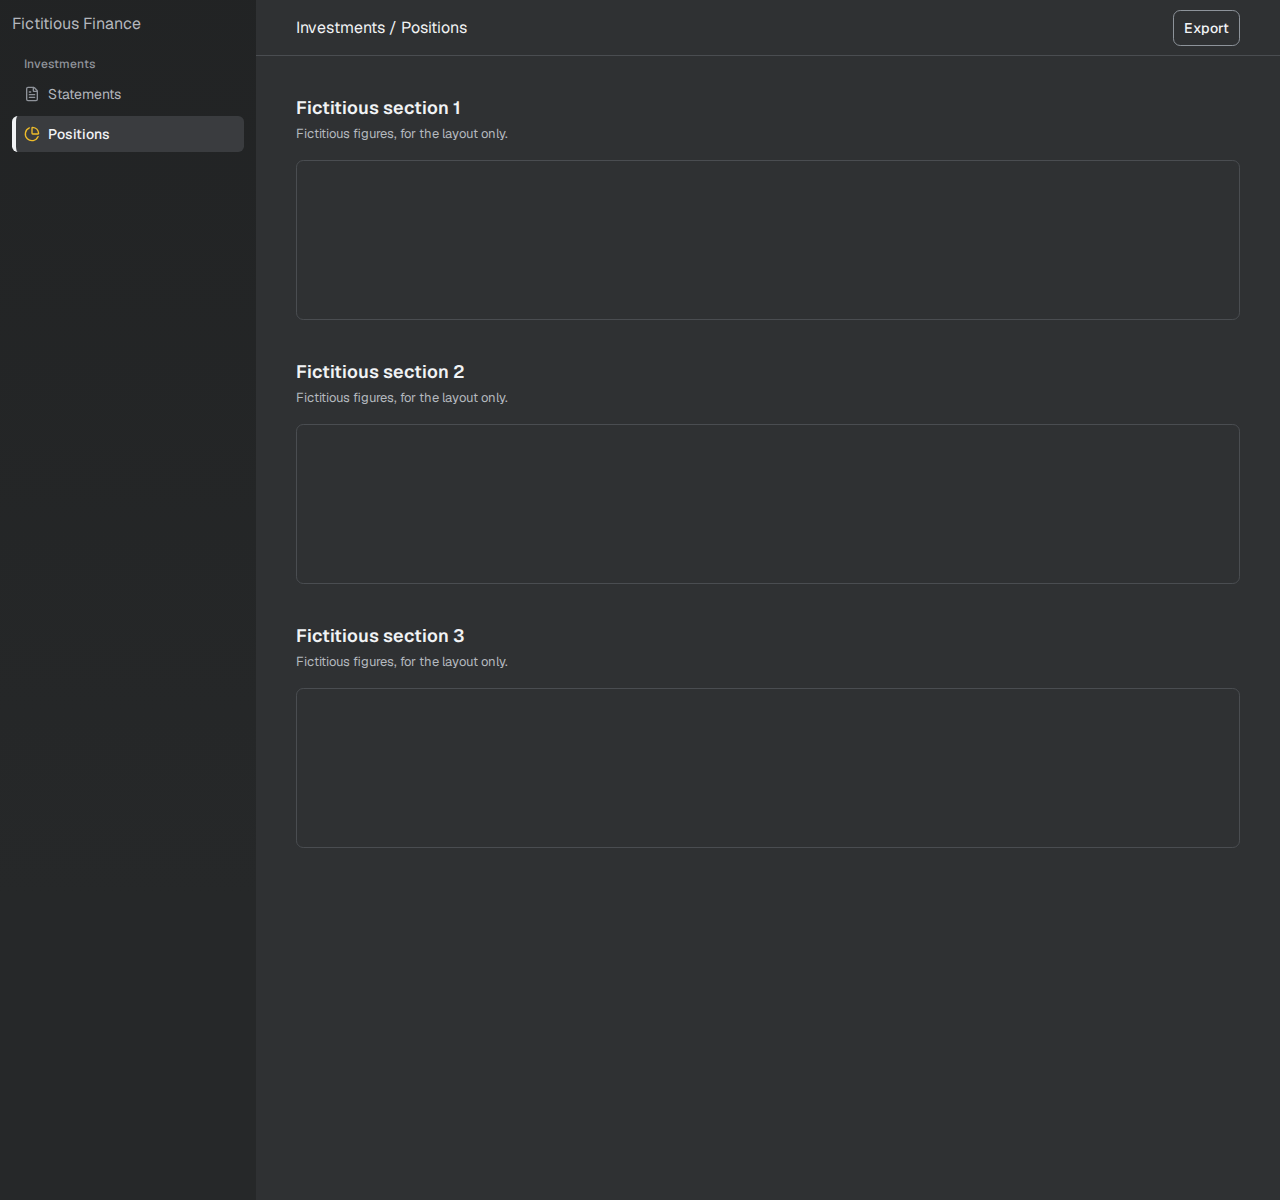 Fictitious Finance
Investments
Statements
Positions
Investments / Positions
Export
Fictitious section 1
Fictitious figures, for the layout only.
Fictitious section 2
Fictitious figures, for the layout only.
Fictitious section 3
Fictitious figures, for the layout only.